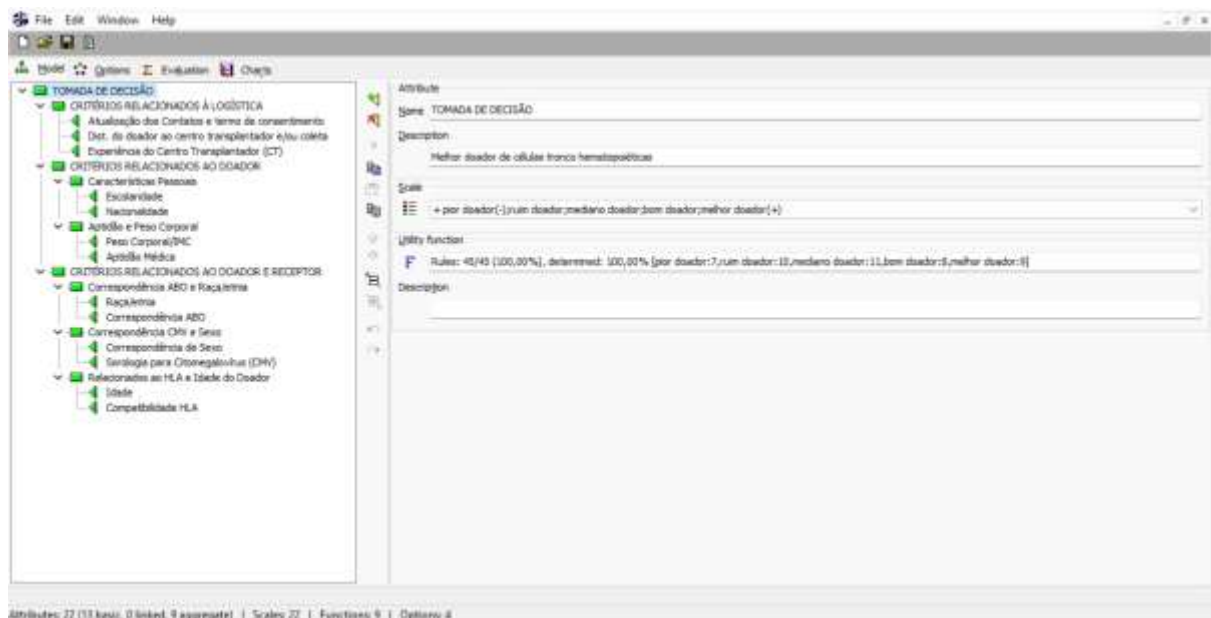 File Edit Window Help
Model Options Evaluation Charts
TOMADA DE DECISÃO
CRITÉRIOS RELACIONADOS À LOGÍSTICA
Atualização dos Contatos e termo de consentimento
Dist. do doador ao centro transplantador e/ou coleta
Experiência do Centro Transplantador (CT)
CRITÉRIOS RELACIONADOS AO DOADOR
Características Pessoais
Escolaridade
Nacionalidade
Aptidão e Peso Corporal
Peso Corporal/IMC
Aptidão Médica
CRITÉRIOS RELACIONADOS AO DOADOR E RECEPTOR
Correspondência ABO e Raça/etnia
Raça/etnia
Correspondência ABO
Correspondência CMV e Sexo
Correspondência de Sexo
Sorologia para Citomegalovírus (CMV)
Relacionados ao HLA e Idade do Doador
Idade
Compatibilidade HLA
Attribute
Name TOMADA DE DECISÃO
Description
Melhor doador de células tronco hematopoéticas
Scale
+ pior doador(-);ruim doador;mediano doador;bom doador;melhor doador(+)
Utility function
F Rules: 45/45 (100,00%), determined: 100,00% [pior doador:7,ruim doador:10,mediano doador:11,bom doador:8,melhor doador:9]
Description
Attributes: 22 (13 basic, 0 linked, 9 aggregate) | Scales: 22 | Functions: 9 | Options: 4